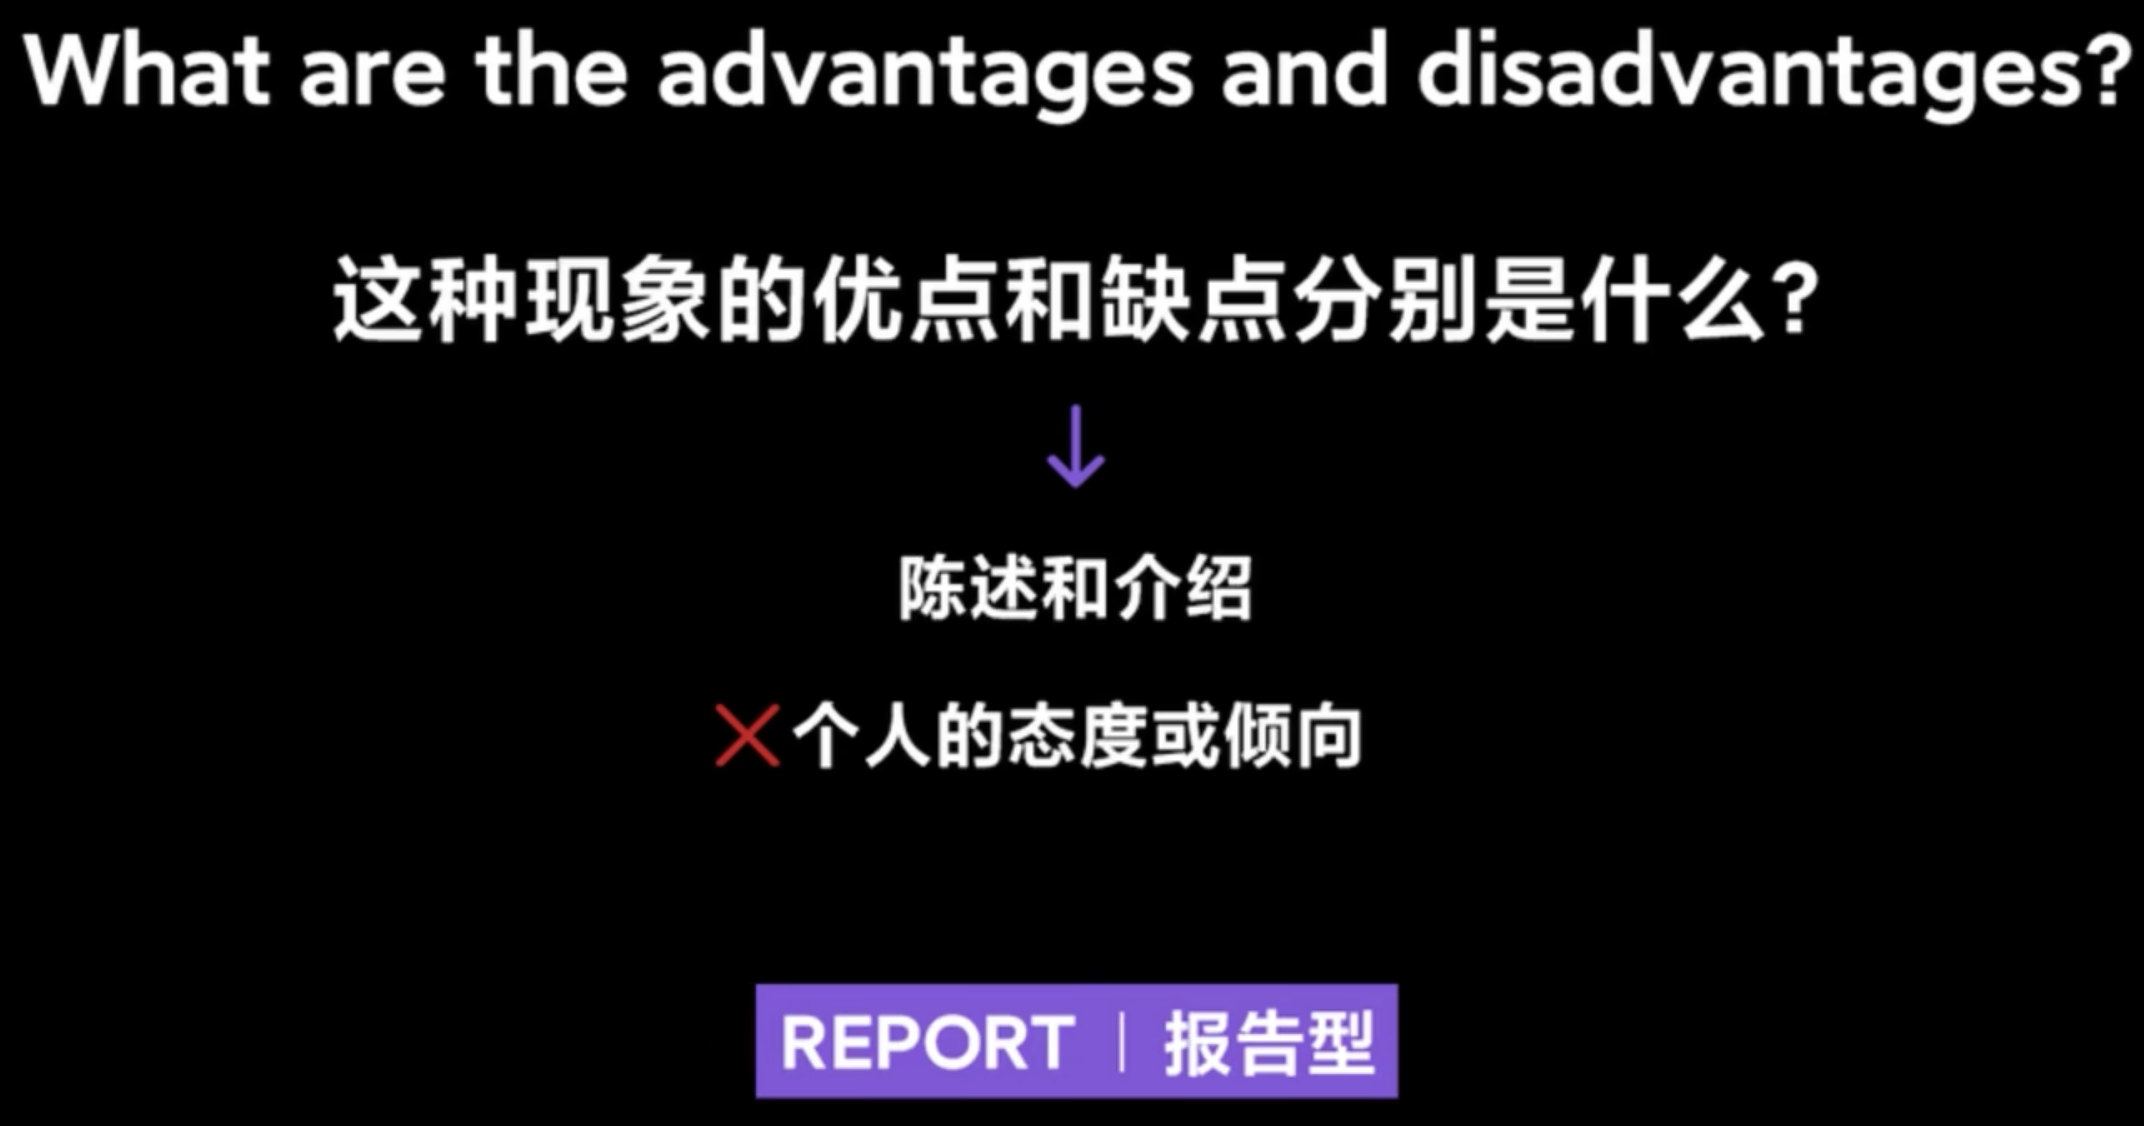 What are the advantages and disadvantages?
这种现象的优点和缺点分别是什么?
陈述和介绍
个人的态度或倾向
REPORT | 报告型